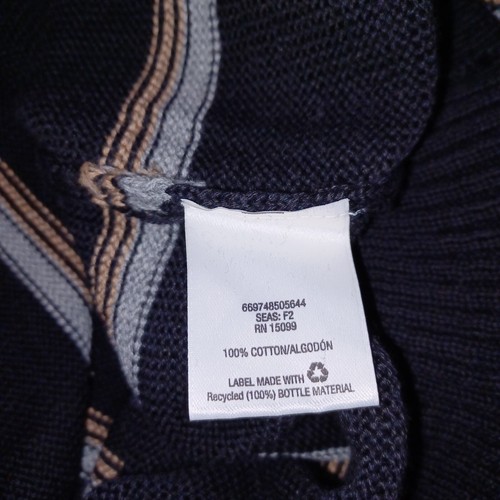 669748505644
SEAS: F2
RN 15099
100% COTTON/ALGODÓN
LABEL MADE WITH
Recycled (100%) BOTTLE MATERIAL